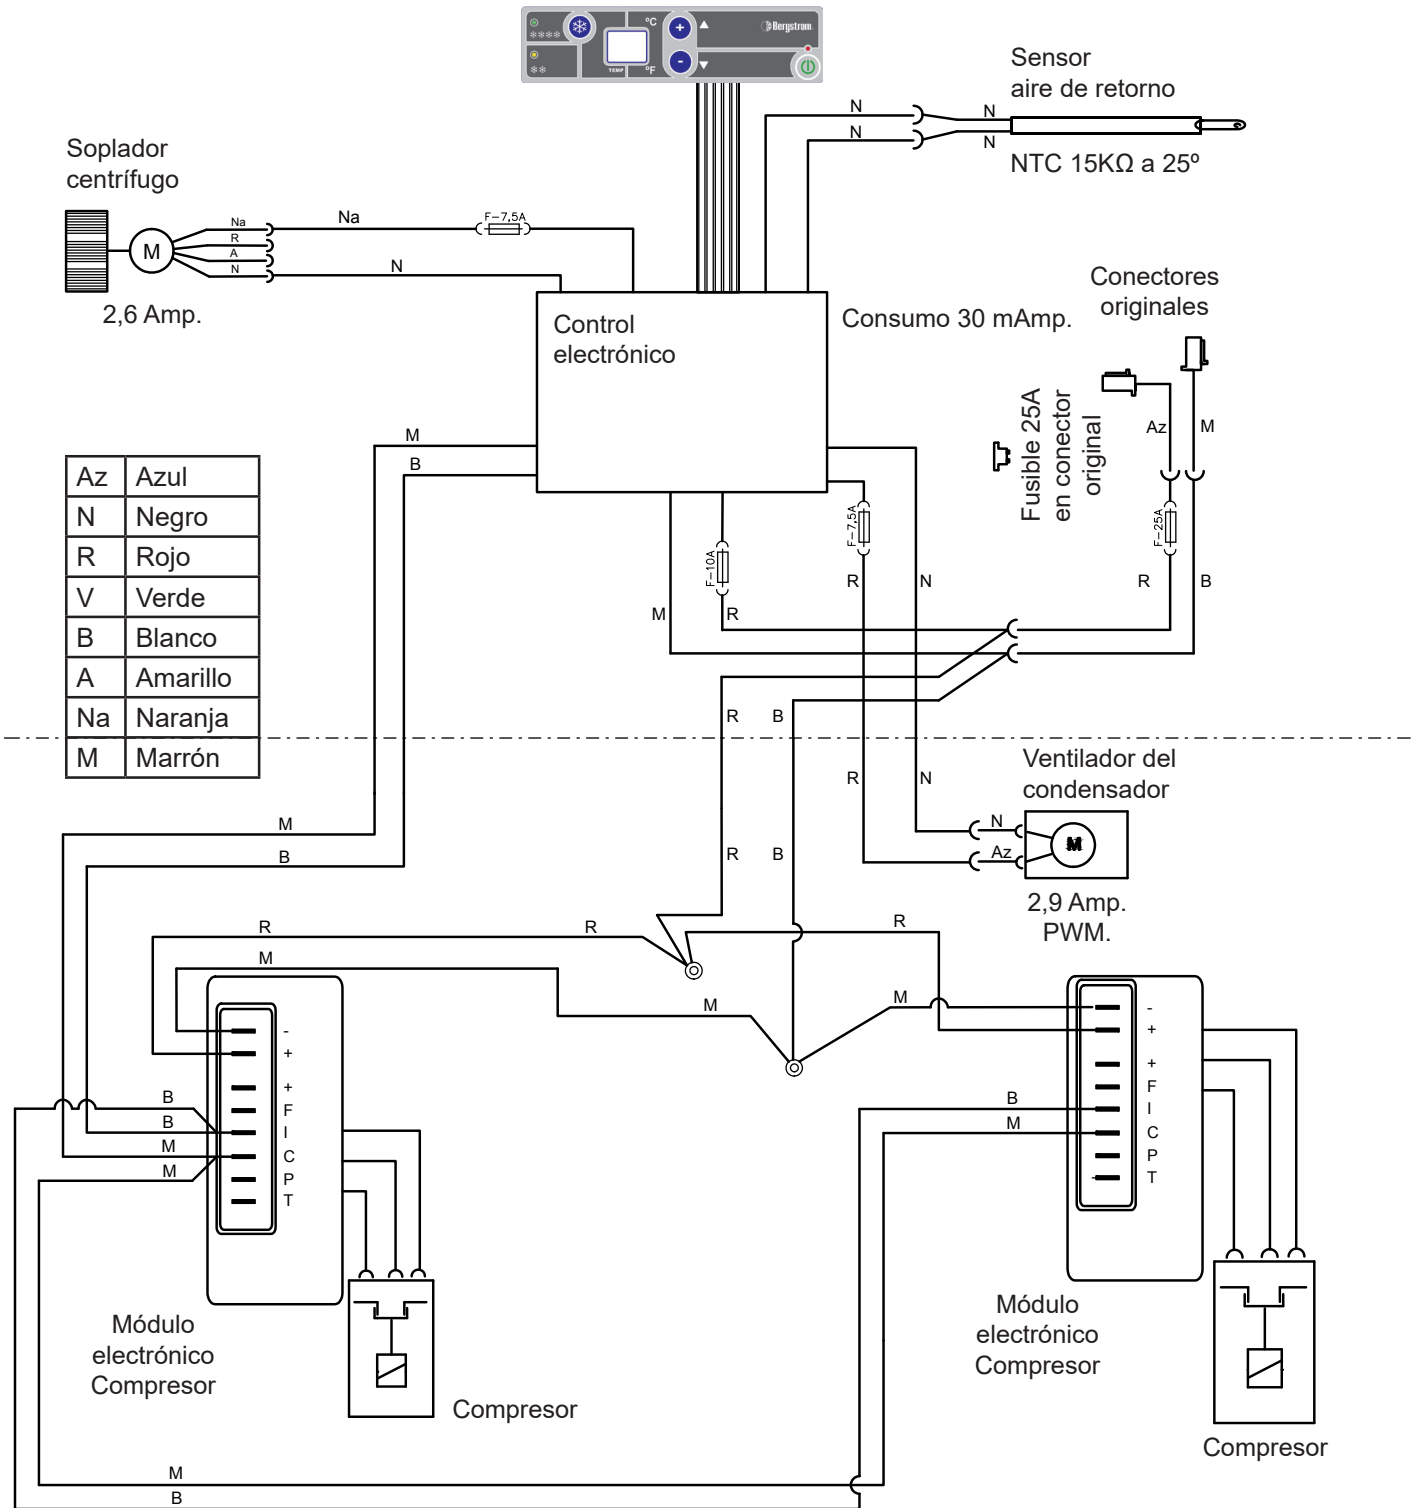 °C
Bergstrom
TEMP
°F
+
-
Sensor
aire de retorno
N
N
N
N
NTC 15KΩ a 25º
Soplador
centrífugo
Na
R
A
N
Na
F-7,5A
N
M
2,6 Amp.
Control
electrónico
Consumo 30 mAmp.
Conectores
originales
Fusible 25A
en conector
original
Az
M
M
B
Az Azul
N Negro
R Rojo
V Verde
B Blanco
A Amarillo
Na Naranja
M Marrón
F-10A
F-7,5A
F-25A
R
N
R
B
M
R
R
B
R
N
Ventilador del
condensador
N
Az
M
2,9 Amp.
PWM.
M
B
R
B
R
R
R
M
M
M
-
+
+
F
I
C
P
T
B
B
M
M
-
+
+
F
I
C
P
T
B
M
Módulo
electrónico
Compresor
Compresor
Módulo
electrónico
Compresor
Compresor
M
B